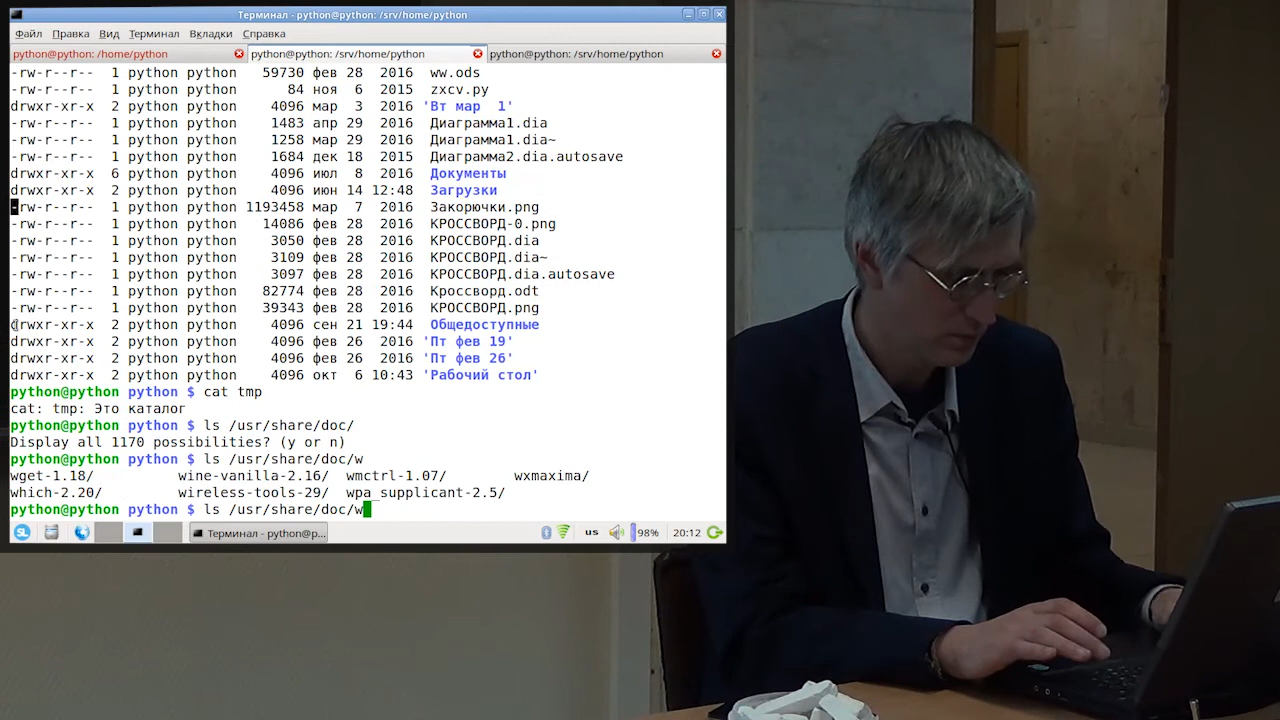 Терминал - python@python: /srv/home/python
Файл Правка Вид Терминал Вкладки Справка
python@python: /home/python python@python: /srv/home/python python@python: /srv/home/python
-rw-r--r-- 1 python python 59730 фев 28 2016 ww.ods
-rw-r--r-- 1 python python 84 ноя 6 2015 zxcv.py
drwxr-xr-x 2 python python 4096 мар 3 2016 'Вт мар  1'
-rw-r--r-- 1 python python 1483 апр 29 2016 Диаграмма1.dia
-rw-r--r-- 1 python python 1258 мар 29 2016 Диаграмма1.dia~
-rw-r--r-- 1 python python 1684 дек 18 2015 Диаграмма2.dia.autosave
drwxr-xr-x 6 python python 4096 июл 8 2016 Документы
drwxr-xr-x 2 python python 4096 июн 14 12:48 Загрузки
-rw-r--r-- 1 python python 1193458 мар 7 2016 Закорючки.png
-rw-r--r-- 1 python python 14086 фев 28 2016 КРОССВОРД-0.png
-rw-r--r-- 1 python python 3050 фев 28 2016 КРОССВОРД.dia
-rw-r--r-- 1 python python 3109 фев 28 2016 КРОССВОРД.dia~
-rw-r--r-- 1 python python 3097 фев 28 2016 КРОССВОРД.dia.autosave
-rw-r--r-- 1 python python 82774 фев 28 2016 Кроссворд.odt
-rw-r--r-- 1 python python 39343 фев 28 2016 КРОССВОРД.png
drwxr-xr-x 2 python python 4096 сен 21 19:44 Общедоступные
drwxr-xr-x 2 python python 4096 фев 26 2016 'Пт фев 19'
drwxr-xr-x 2 python python 4096 фев 26 2016 'Пт фев 26'
drwxr-xr-x 2 python python 4096 окт 6 10:43 'Рабочий стол'
python@python python $ cat tmp
cat: tmp: Это каталог
python@python python $ ls /usr/share/doc/
Display all 1170 possibilities? (y or n)
python@python python $ ls /usr/share/doc/w
wget-1.18/ wine-vanilla-2.16/ wmctrl-1.07/ wxmaxima/
which-2.20/ wireless-tools-29/ wpa_supplicant-2.5/
python@python python $ ls /usr/share/doc/w
Терминал - python@p... us 98% 20:12